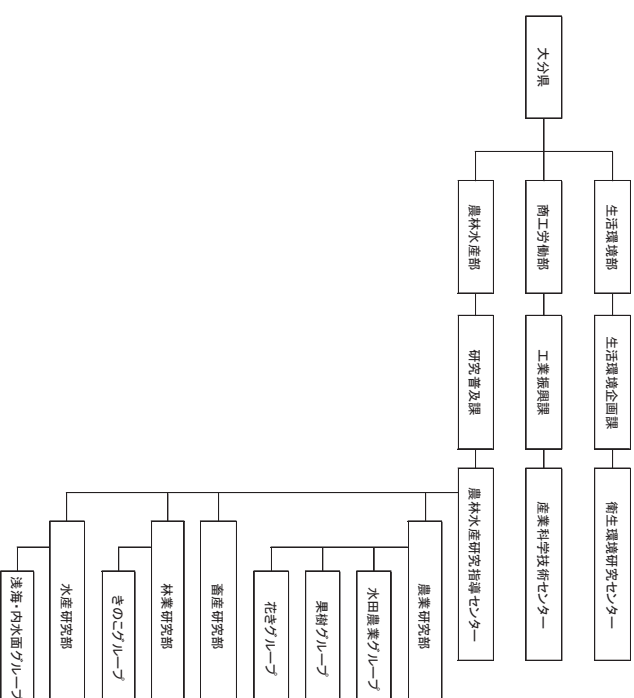 大分県
生活環境部
生活環境企画課
衛生環境研究センター
商工労働部
工業振興課
産業科学技術センター
農林水産部
研究普及課
農林水産研究指導センター
農業研究部
水田農業グループ
果樹グループ
花きグループ
畜産研究部
林業研究部
きのこグループ
水産研究部
浅海・内水面グループ